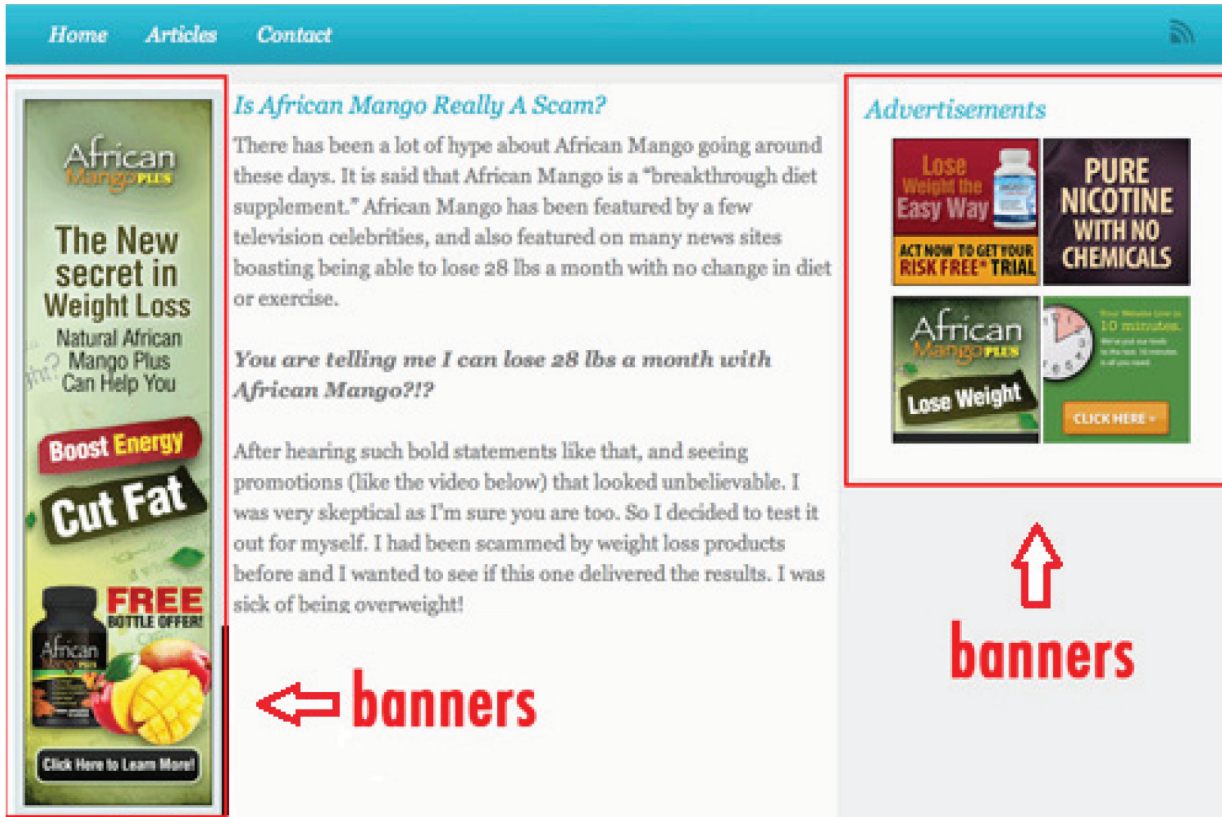 Home Articles Contact
African
Mango PLUS
The New
secret in
Weight Loss
Natural African
Mango Plus
Can Help You
Boost Energy
Cut Fat
FREE
BOTTLE OFFER!
African
Mango PLUS
Click Here to Learn More!
Is African Mango Really A Scam?
There has been a lot of hype about African Mango going around
these days. It is said that African Mango is a “breakthrough diet
supplement.” African Mango has been featured by a few
television celebrities, and also featured on many news sites
boasting being able to lose 28 lbs a month with no change in diet
or exercise.
You are telling me I can lose 28 lbs a month with
African Mango?!?
After hearing such bold statements like that, and seeing
promotions (like the video below) that looked unbelievable. I
was very skeptical as I'm sure you are too. So I decided to test it
out for myself. I had been scammed by weight loss products
before and I wanted to see if this one delivered the results. I was
sick of being overweight!
banners
Advertisements
Lose
Weight the
Easy Way
ACT NOW TO GET YOUR
RISK FREE* TRIAL
PURE
NICOTINE
WITH NO
CHEMICALS
African
Mango PLUS
Lose Weight
Your Website Live in
10 minutes.
CLICK HERE »
banners